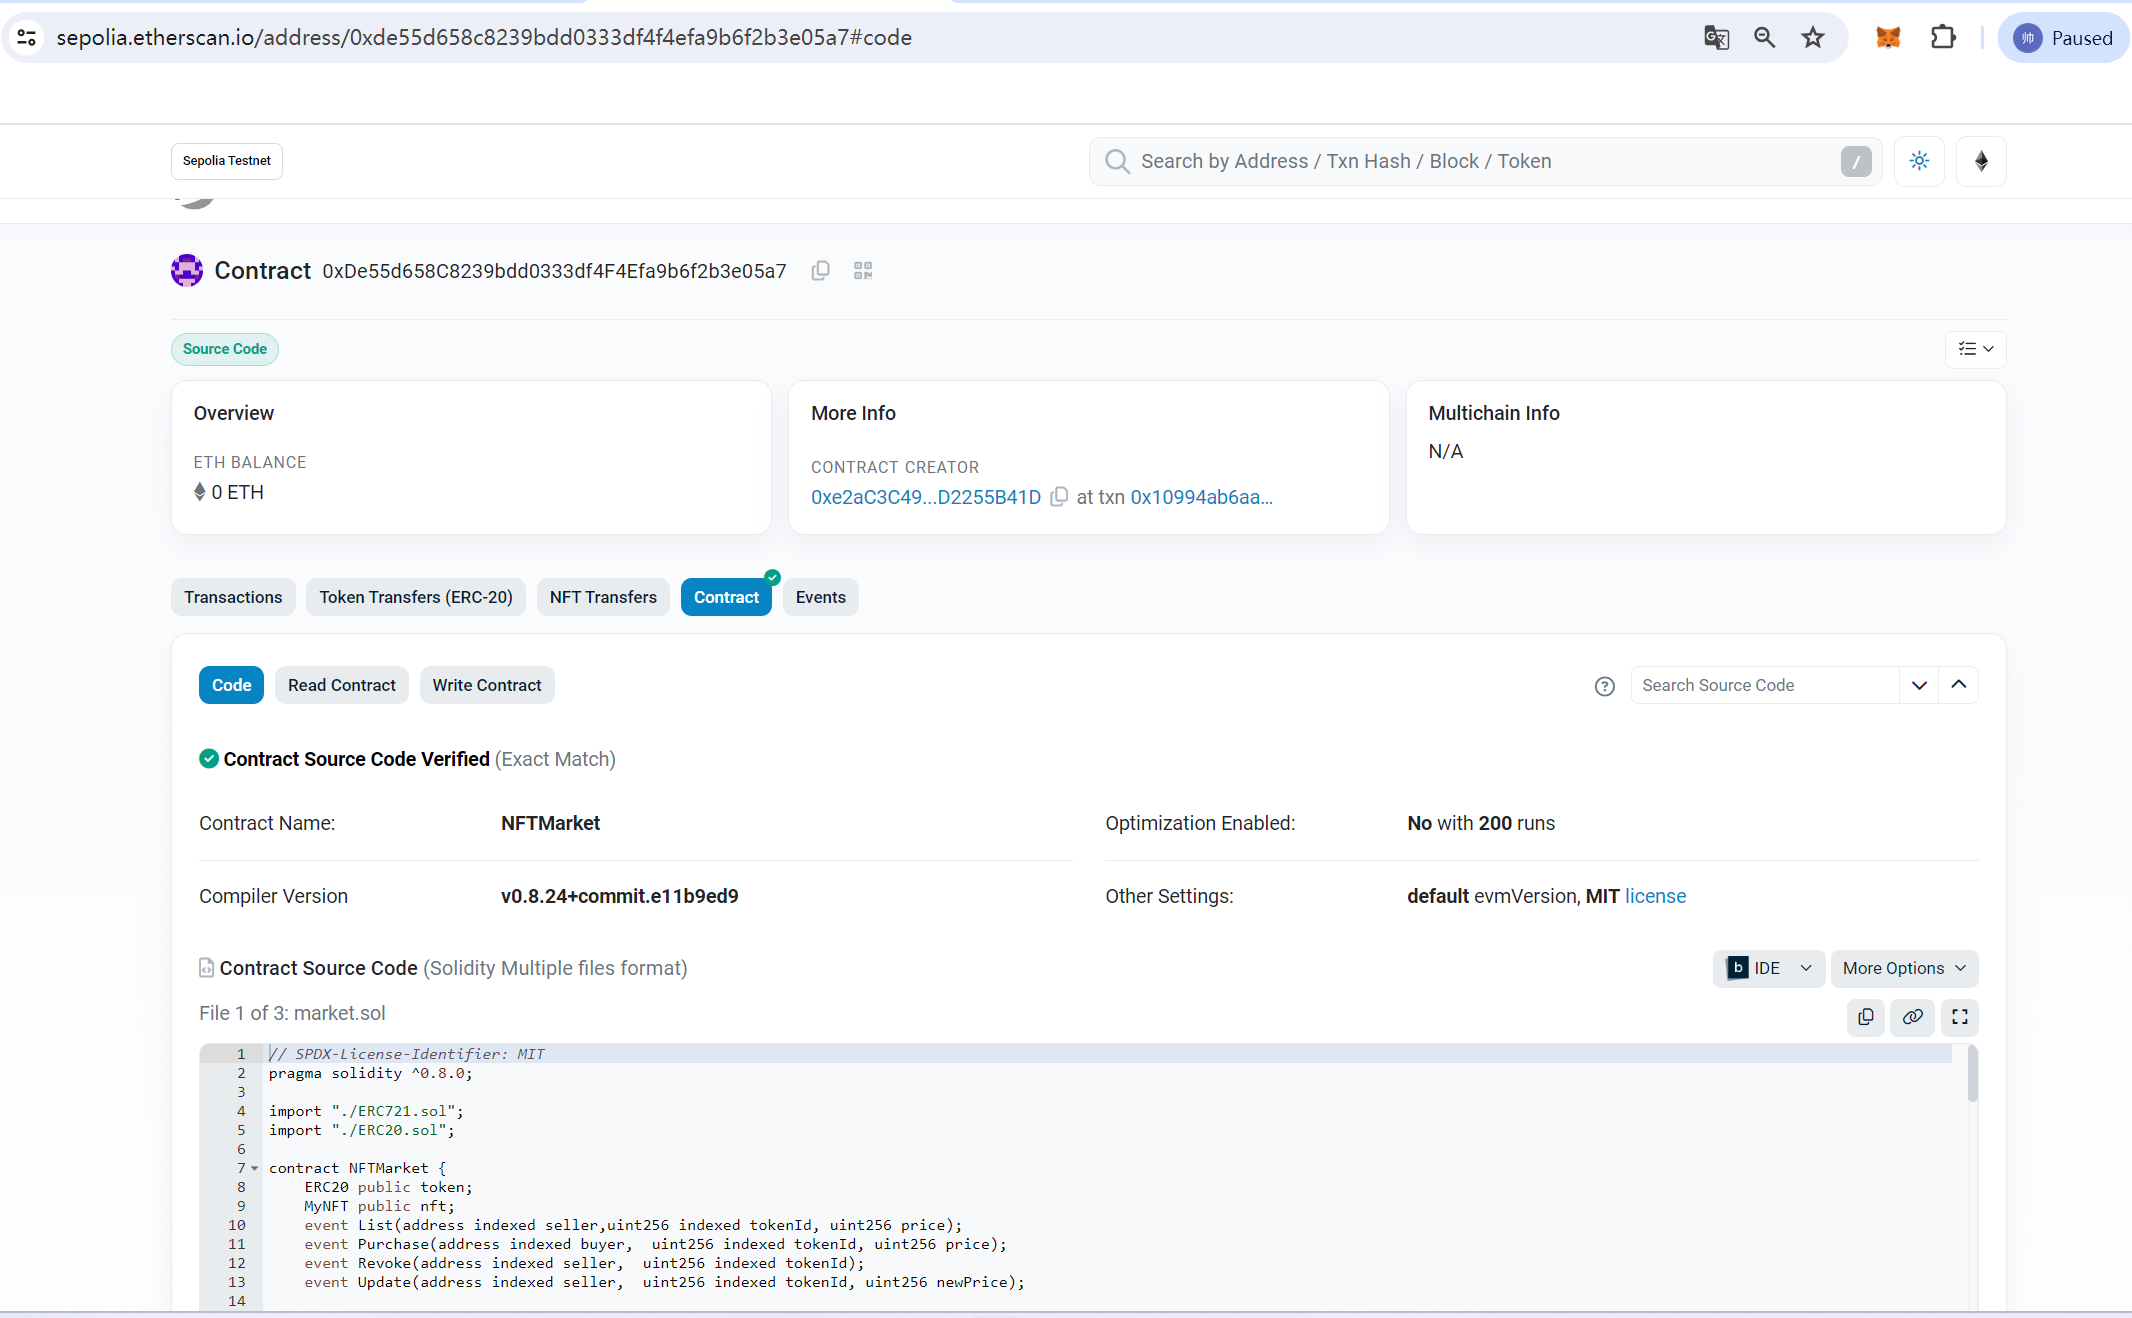 sepolia.etherscan.io/address/0xde55d658c8239bdd0333df4f4efa9b6f2b3e05a7#code
帅 Paused
Sepolia Testnet
Search by Address / Txn Hash / Block / Token /
Contract 0xDe55d658C8239bdd0333df4F4Efa9b6f2b3e05a7
Source Code
Overview
ETH BALANCE
0 ETH
More Info
CONTRACT CREATOR
0xe2aC3C49...D2255B41D at txn 0x10994ab6aa...
Multichain Info
N/A
Transactions Token Transfers (ERC-20) NFT Transfers Contract Events
Code Read Contract Write Contract
Search Source Code
Contract Source Code Verified (Exact Match)
Contract Name: NFTMarket
Optimization Enabled: No with 200 runs
Compiler Version v0.8.24+commit.e11b9ed9
Other Settings: default evmVersion, MIT license
Contract Source Code (Solidity Multiple files format)
b IDE More Options
File 1 of 3: market.sol
1 // SPDX-License-Identifier: MIT
2 pragma solidity ^0.8.0;
3
4 import "./ERC721.sol";
5 import "./ERC20.sol";
6
7 contract NFTMarket {
8 ERC20 public token;
9 MyNFT public nft;
10 event List(address indexed seller,uint256 indexed tokenId, uint256 price);
11 event Purchase(address indexed buyer,  uint256 indexed tokenId, uint256 price);
12 event Revoke(address indexed seller,  uint256 indexed tokenId);
13 event Update(address indexed seller,  uint256 indexed tokenId, uint256 newPrice);
14